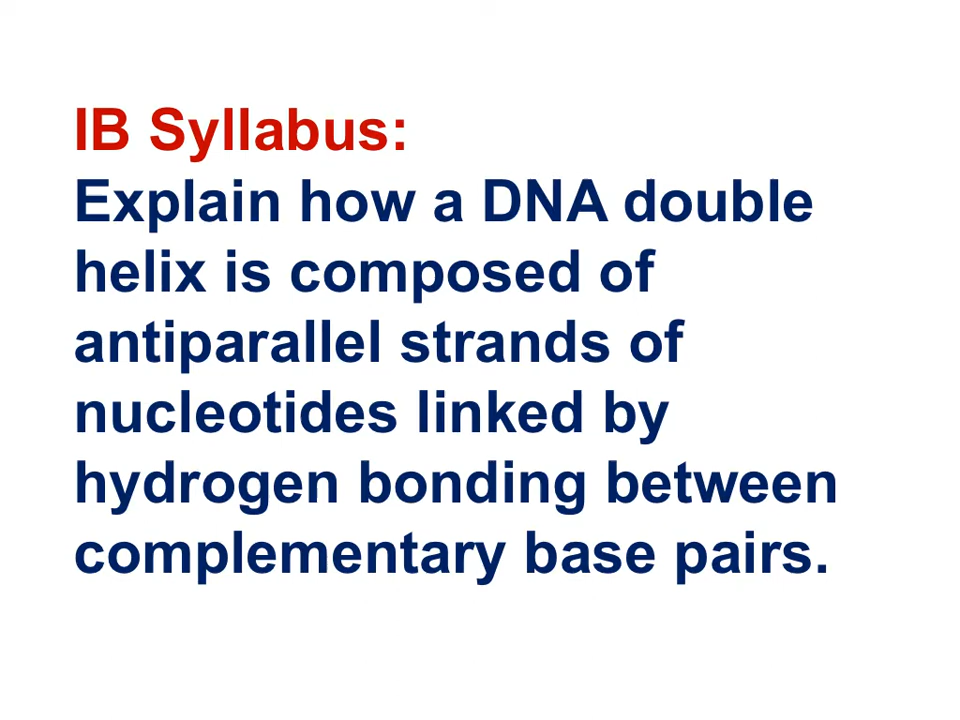 IB Syllabus:
Explain how a DNA double
helix is composed of
antiparallel strands of
nucleotides linked by
hydrogen bonding between
complementary base pairs.